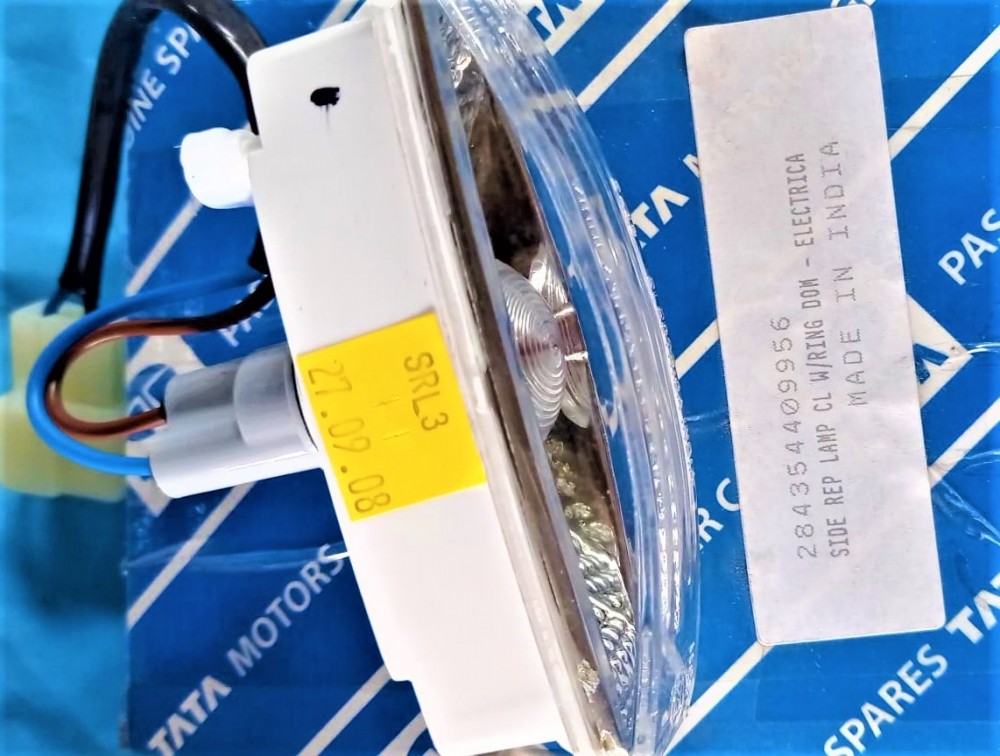 284354409956
SIDE REP LAMP CL W/RING DOM - ELECTRICA
MADE IN INDIA
SRL3
27.09.08
TATA MOTORS
SPARES TATA
TATA
PAS